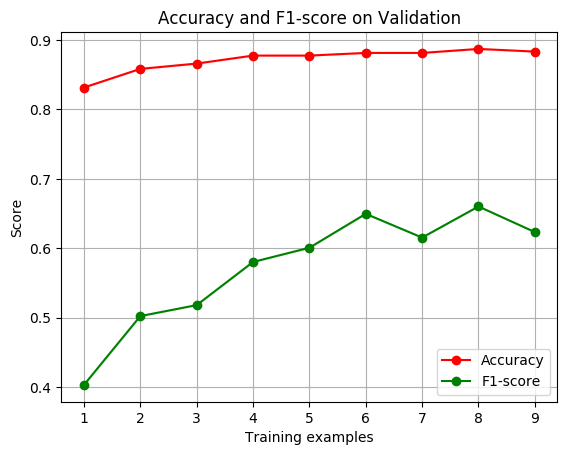 Accuracy and F1-score on Validation
0.9
0.8
0.7
0.6
0.5
0.4
Score
1 2 3 4 5 6 7 8 9
Training examples
Accuracy
F1-score